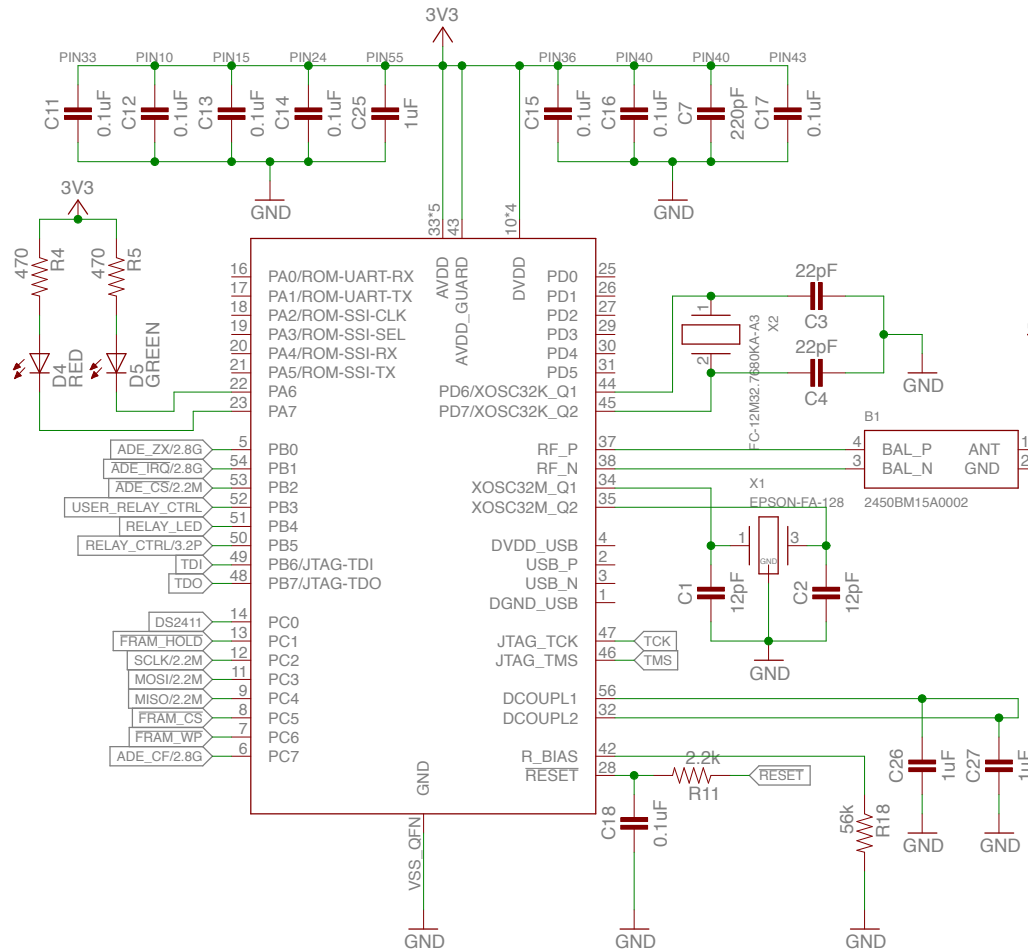 3V3
PIN33 PIN10 PIN15 PIN24 PIN55 PIN36 PIN40 PIN40 PIN43
C11 0.1uF
C12 0.1uF
C13 0.1uF
C14 0.1uF
C25 1uF
C15 0.1uF
C16 0.1uF
C7 220pF
C17 0.1uF
GND
GND
3V3
470 R4
470 R5
D4 RED
D5 GREEN
33*5 AVDD
43 AVDD_GUARD
10*4 DVDD
16 PA0/ROM-UART-RX
17 PA1/ROM-UART-TX
18 PA2/ROM-SSI-CLK
19 PA3/ROM-SSI-SEL
20 PA4/ROM-SSI-RX
21 PA5/ROM-SSI-TX
22 PA6
23 PA7
ADE_ZX/2.8G 5 PB0
ADE_IRQ/2.8G 54 PB1
ADE_CS/2.2M 53 PB2
USER_RELAY_CTRL 52 PB3
RELAY_LED 51 PB4
RELAY_CTRL/3.2P 50 PB5
TDI 49 PB6/JTAG-TDI
TDO 48 PB7/JTAG-TDO
DS2411 14 PC0
FRAM_HOLD 13 PC1
SCLK/2.2M 12 PC2
MOSI/2.2M 11 PC3
MISO/2.2M 9 PC4
FRAM_CS 8 PC5
FRAM_WP 7 PC6
ADE_CF/2.8G 6 PC7
GND
VSS_QFN
GND
PD0 25
PD1 26
PD2 27
PD3 29
PD4 30
PD5 31
PD6/XOSC32K_Q1 44
PD7/XOSC32K_Q2 45
RF_P 37
RF_N 38
XOSC32M_Q1 34
XOSC32M_Q2 35
DVDD_USB 4
USB_P 2
USB_N 3
DGND_USB 1
JTAG_TCK 47 TCK
JTAG_TMS 46 TMS
DCOUPL1 56
DCOUPL2 32
R_BIAS 42
RESET 28
1
2
X2
FC-12M32.7680KA-A3
22pF
C3
22pF
C4
GND
B1
4 BAL_P ANT 1
3 BAL_N GND 2
2450BM15A0002
X1
EPSON-FA-128
1 GND 3
C1 12pF
C2 12pF
GND
2.2k
R11
RESET
C18 0.1uF
GND
56k R18
GND
C26 1uF
GND
C27 1uF
GND